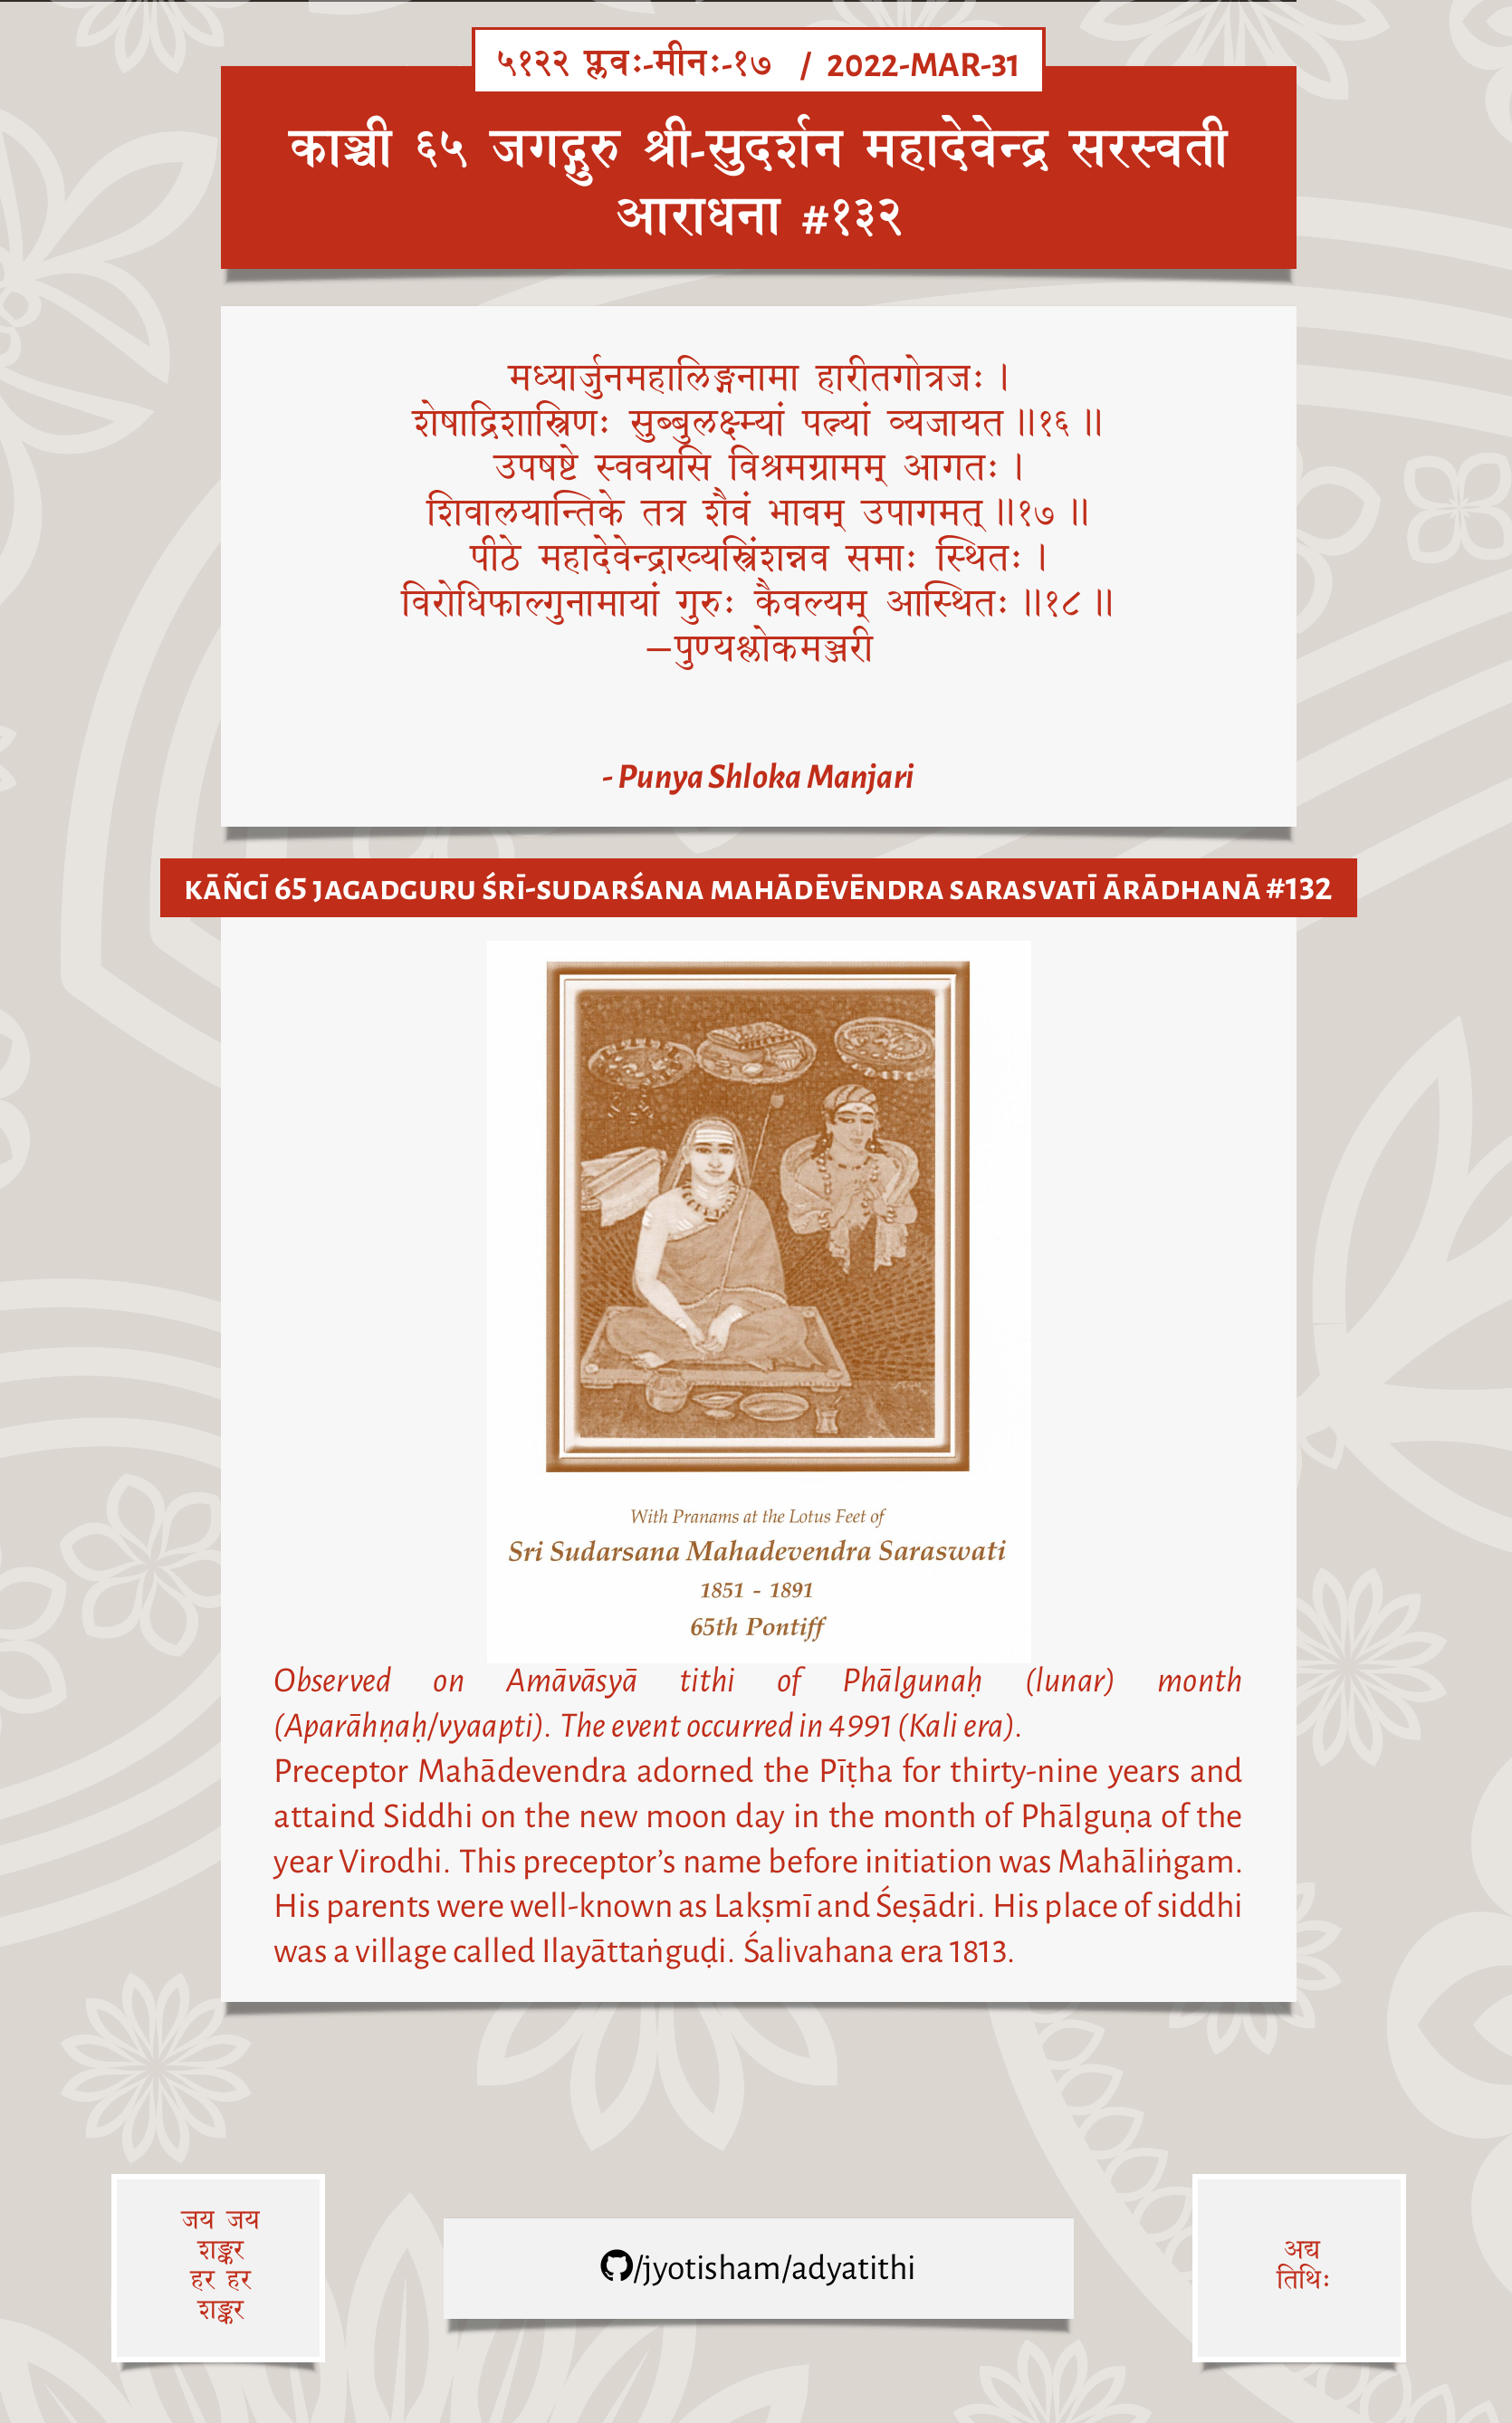 ५१२२ प्लवः-मीनः-१७ / 2022-MAR-31
काञ्ची ६५ जगद्गुरु श्री-सुदर्शन महादेवेन्द्र सरस्वती
आराधना #१३२
मध्यार्जुनमहालिङ्गनामा हारीतगोत्रजः ।
शेषाद्रिशास्त्रिणः सुब्बुलक्ष्म्यां पत्न्यां व्यजायत ॥१६॥
उपषष्टे स्ववयसि विश्रमग्रामम् आगतः ।
शिवालयान्तिके तत्र शैवं भावम् उपागमत् ॥१७॥
पीठे महादेवेन्द्राख्यस्त्रिंशन्नव समाः स्थितः ।
विरोधिफाल्गुनामायां गुरुः कैवल्यम् आस्थितः ॥१८॥
—पुण्यश्लोकमञ्जरी
- Punya Shloka Manjari
KĀÑCĪ 65 JAGADGURU ŚRĪ-SUDARŚANA MAHĀDĒVĒNDRA SARASVATĪ ĀRĀDHANĀ #132
With Pranams at the Lotus Feet of
Sri Sudarsana Mahadevendra Saraswati
1851 - 1891
65th Pontiff
Observed on Amāvāsyā tithi of Phālgunaḥ (lunar) month
(Aparāhṇaḥ/vyaapti). The event occurred in 4991 (Kali era).
Preceptor Mahādevendra adorned the Pīṭha for thirty-nine years and
attaind Siddhi on the new moon day in the month of Phālguṇa of the
year Virodhi. This preceptor’s name before initiation was Mahāliṅgam.
His parents were well-known as Lakṣmī and Śeṣādri. His place of siddhi
was a village called Ilayāttaṅguḍi. Śalivahana era 1813.
जय जय
शङ्कर
हर हर
शङ्कर
/jyotisham/adyatithi
अद्य
तिथिः